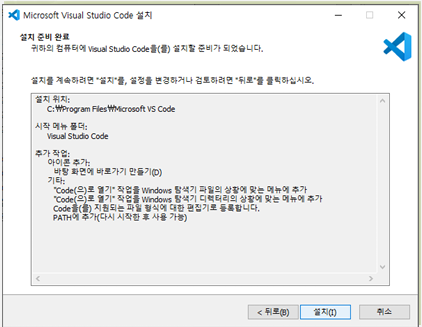 Microsoft Visual Studio Code 설치
설치 준비 완료
귀하의 컴퓨터에 Visual Studio Code을(를) 설치할 준비가 되었습니다.
설치를 계속하려면 "설치"를, 설정을 변경하거나 검토하려면 "뒤로"를 클릭하십시오.
설치 위치:
C:₩Program Files₩Microsoft VS Code
시작 메뉴 폴더:
Visual Studio Code
추가 작업:
아이콘 추가:
바탕 화면에 바로가기 만들기(D)
기타:
"Code(으)로 열기" 작업을 Windows 탐색기 파일의 상황에 맞는 메뉴에 추가
"Code(으)로 열기" 작업을 Windows 탐색기 디렉터리의 상황에 맞는 메뉴에 추가
Code을(를) 지원되는 파일 형식에 대한 편집기로 등록합니다.
PATH에 추가(다시 시작한 후 사용 가능)
< 뒤로(B) 설치(I) 취소